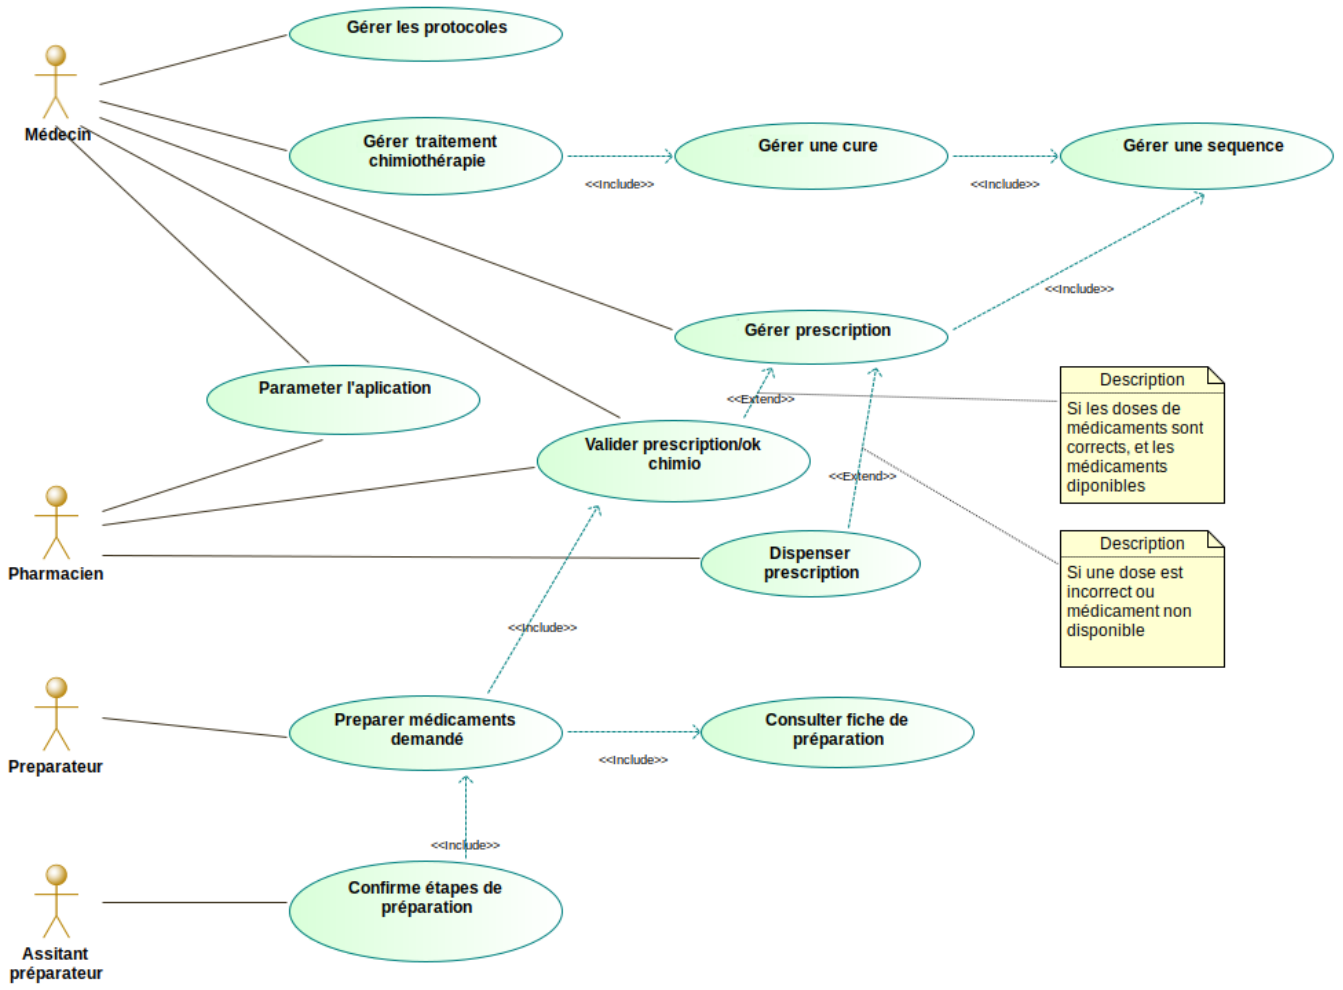 Gérer les protocoles
Médecin
Gérer traitement
chimiothérapie
Gérer une cure
Gérer une sequence
<<Include>>
<<Include>>
<<Include>>
Gérer prescription
Parameter l'aplication
<<Extend>>
Description
Si les doses de
médicaments sont
corrects, et les
médicaments
diponibles
Valider prescription/ok
chimio
<<Extend>>
Pharmacien
Dispenser
prescription
Description
Si une dose est
incorrect ou
médicament non
disponible
<<Include>>
Preparateur
Preparer médicaments
demandé
<<Include>>
Consulter fiche de
préparation
<<Include>>
Confirme étapes de
préparation
Assitant
préparateur